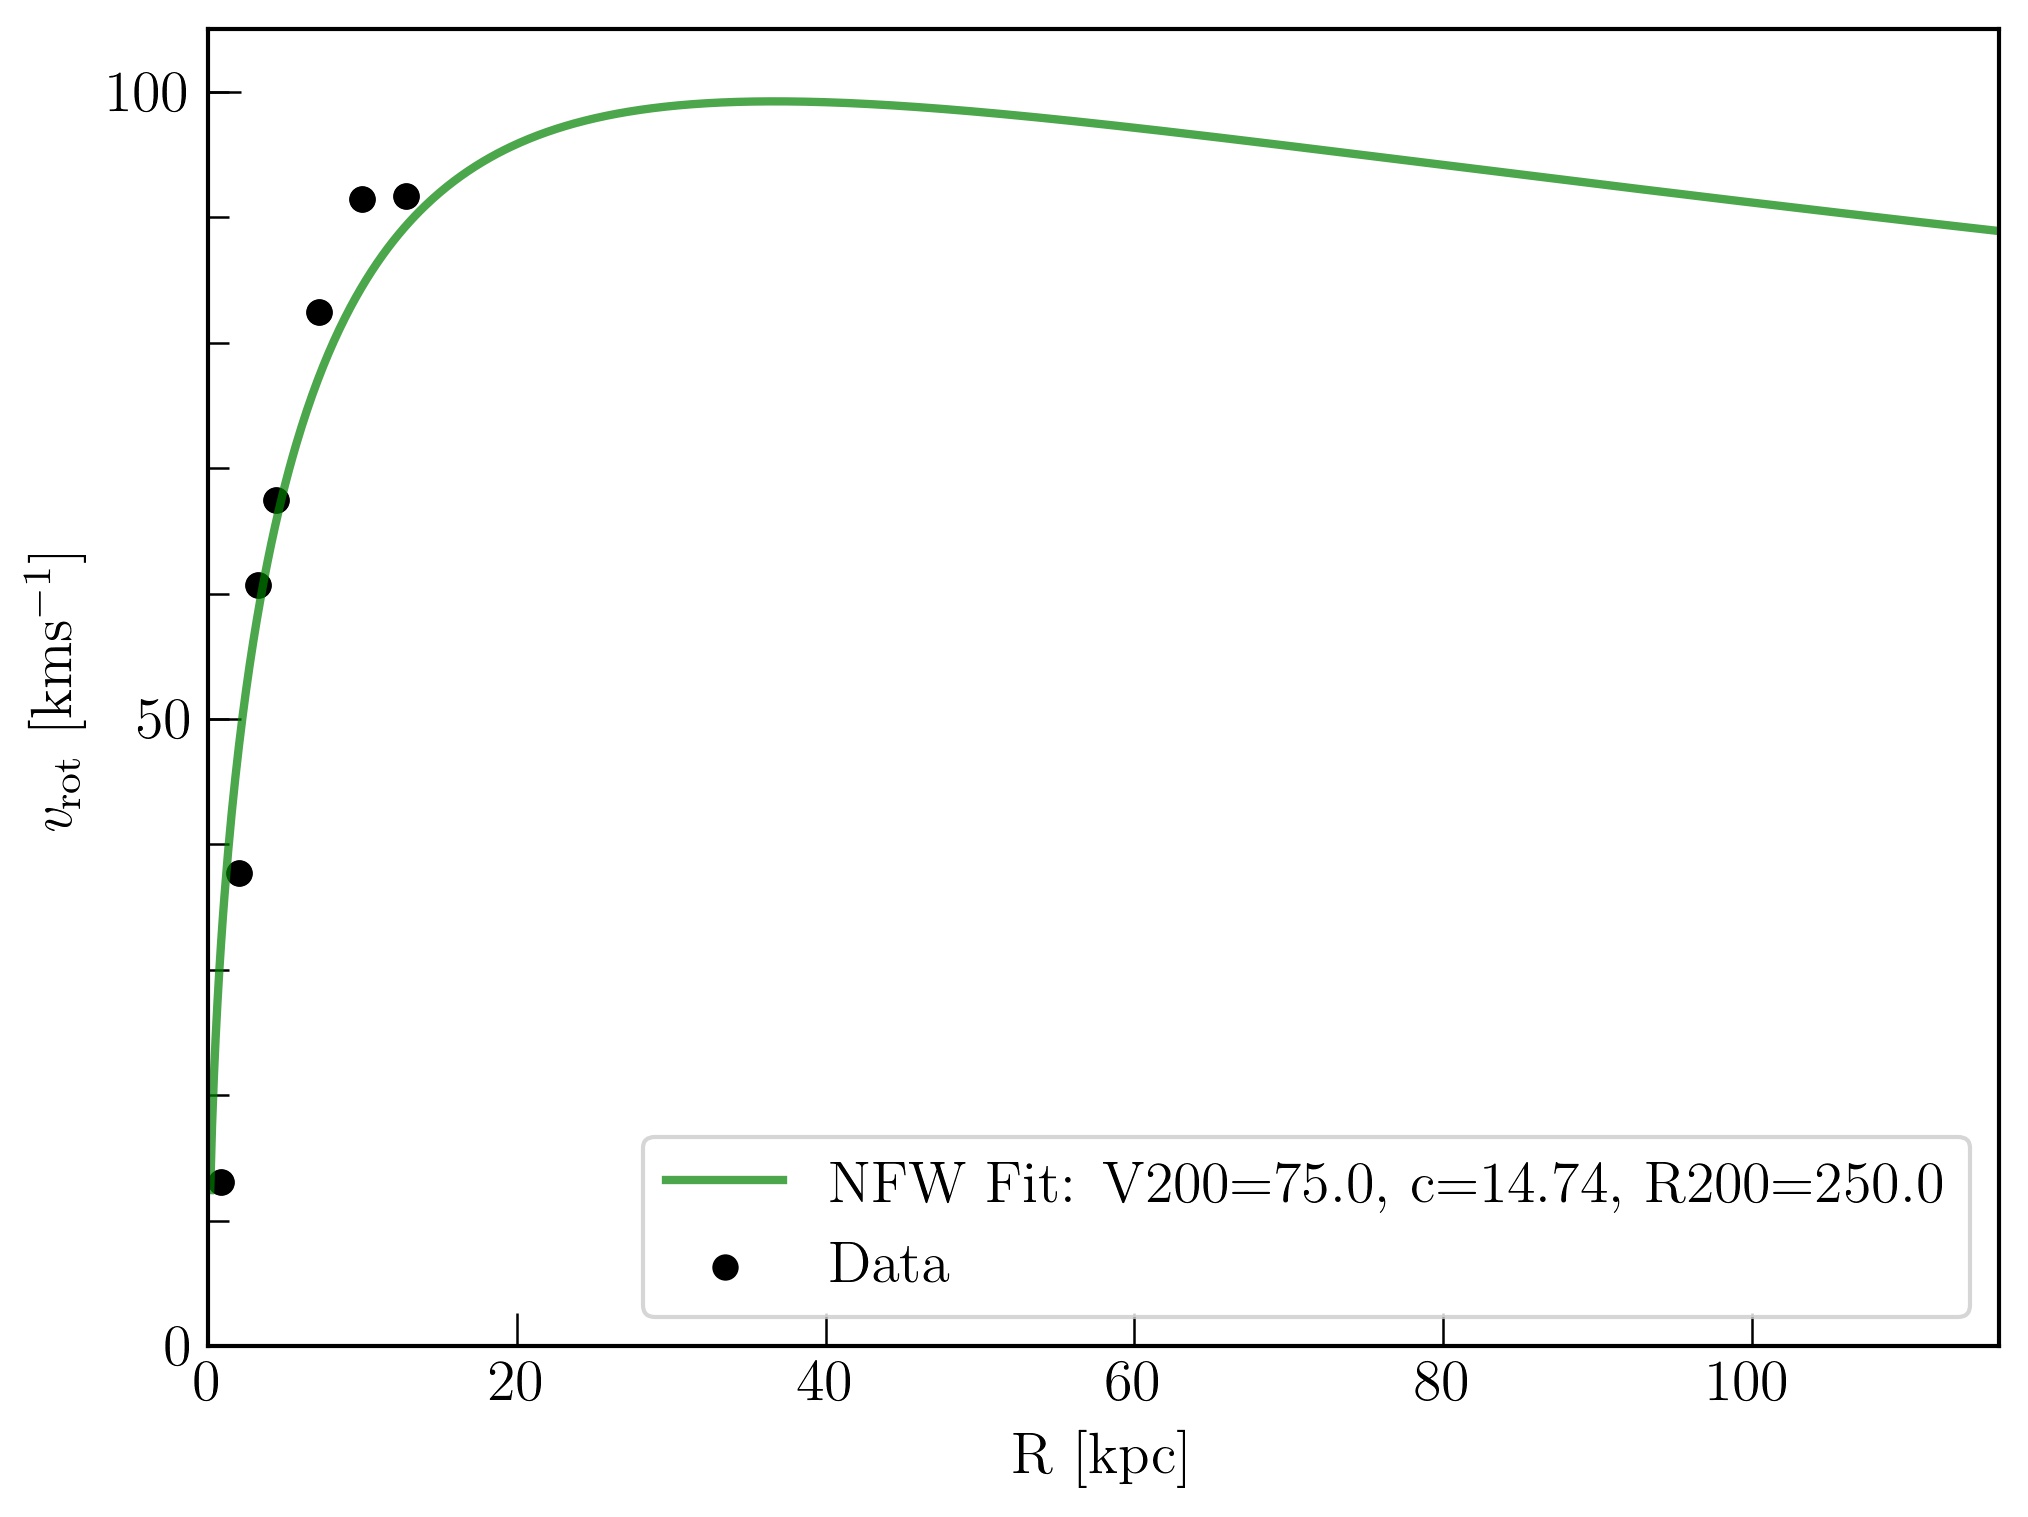 100
50
0
v_rot [kms⁻¹]
NFW Fit: V200=75.0, c=14.74, R200=250.0
Data
0 20 40 60 80 100
R [kpc]